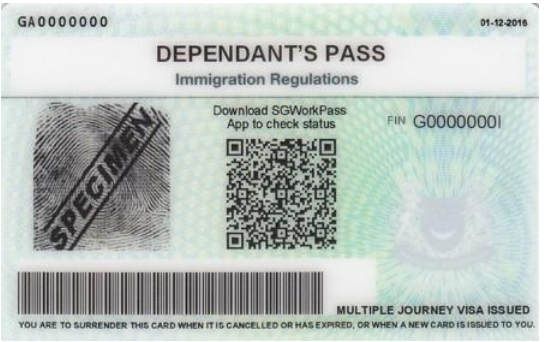 GA0000000
01-12-2016
DEPENDANT'S PASS
Immigration Regulations
Download SGWorkPass
App to check status
FIN G0000000I
SPECIMEN
MULTIPLE JOURNEY VISA ISSUED
YOU ARE TO SURRENDER THIS CARD WHEN IT IS CANCELLED OR HAS EXPIRED, OR WHEN A NEW CARD IS ISSUED TO YOU.